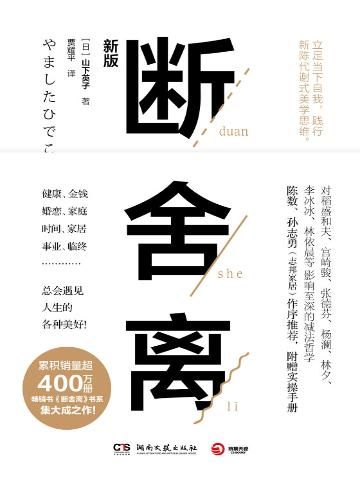 断
舍
离
duan
she
lī
新版
[日] 山下英子 著
贾耀平 译
やましたひでこ
立足当下自我，践行
新陈代谢式美学思维。
健康、金钱
婚恋、家庭
时间、家居
事业、临终
…………
总会遇见
人生的
各种美好！
对稻盛和夫、宫崎骏、张德芬、杨澜、林夕、
李冰冰、林依晨等影响至深的减法哲学
陈数、孙志勇（志邦家居）作序推荐，附赠实操手册
累积销量超
400万册
畅销书《断舍离》书系
集大成之作！
湖南文艺出版社
博集天卷